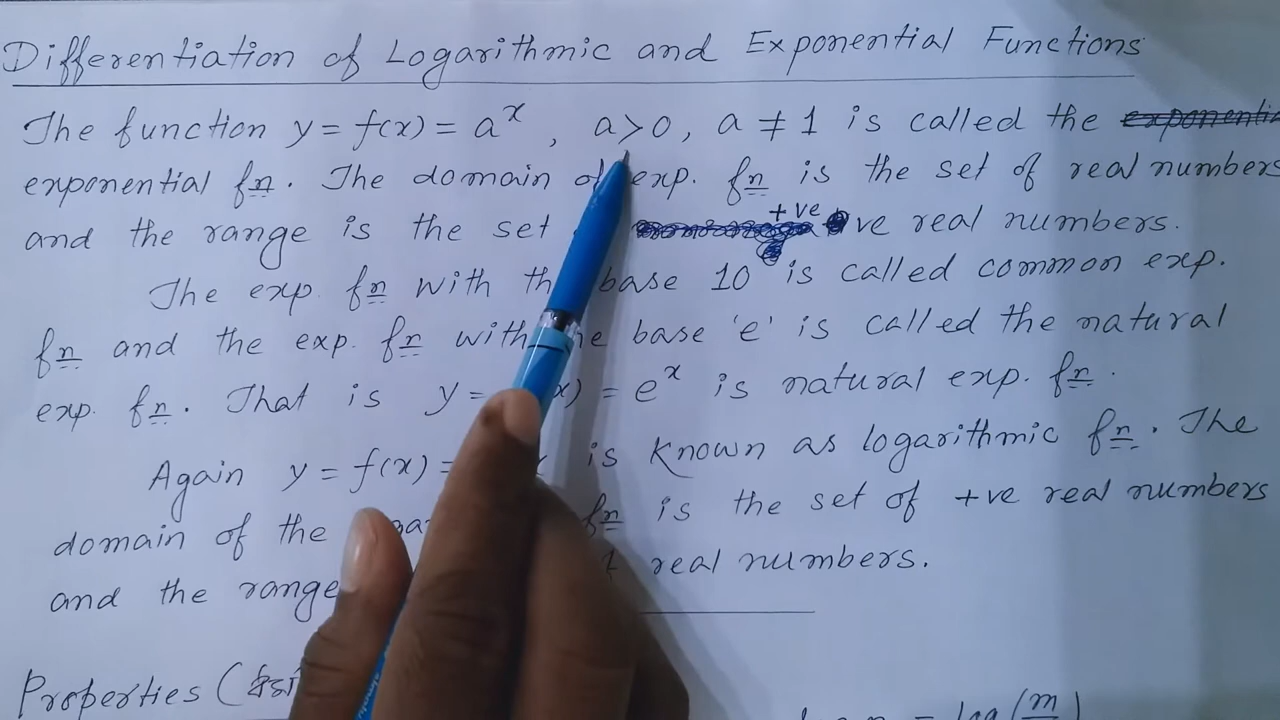 Differentiation of Logarithmic and Exponential Functions
The function y = f(x) = a^x , a > 0, a ≠ 1 is called the
exponential fn. The domain of exp. fn is the set of real numbers
and the range is the set +ve real numbers.
The exp fn with the base 10 is called common exp.
fn and the exp. fn with the base 'e' is called the natural
exp. fn. That is y = (x) = e^x is natural exp. fn.
Again y = f(x) = is known as logarithmic fn. The
domain of the fn is the set of +ve real numbers
and the range real numbers.
Properties (
= log (m